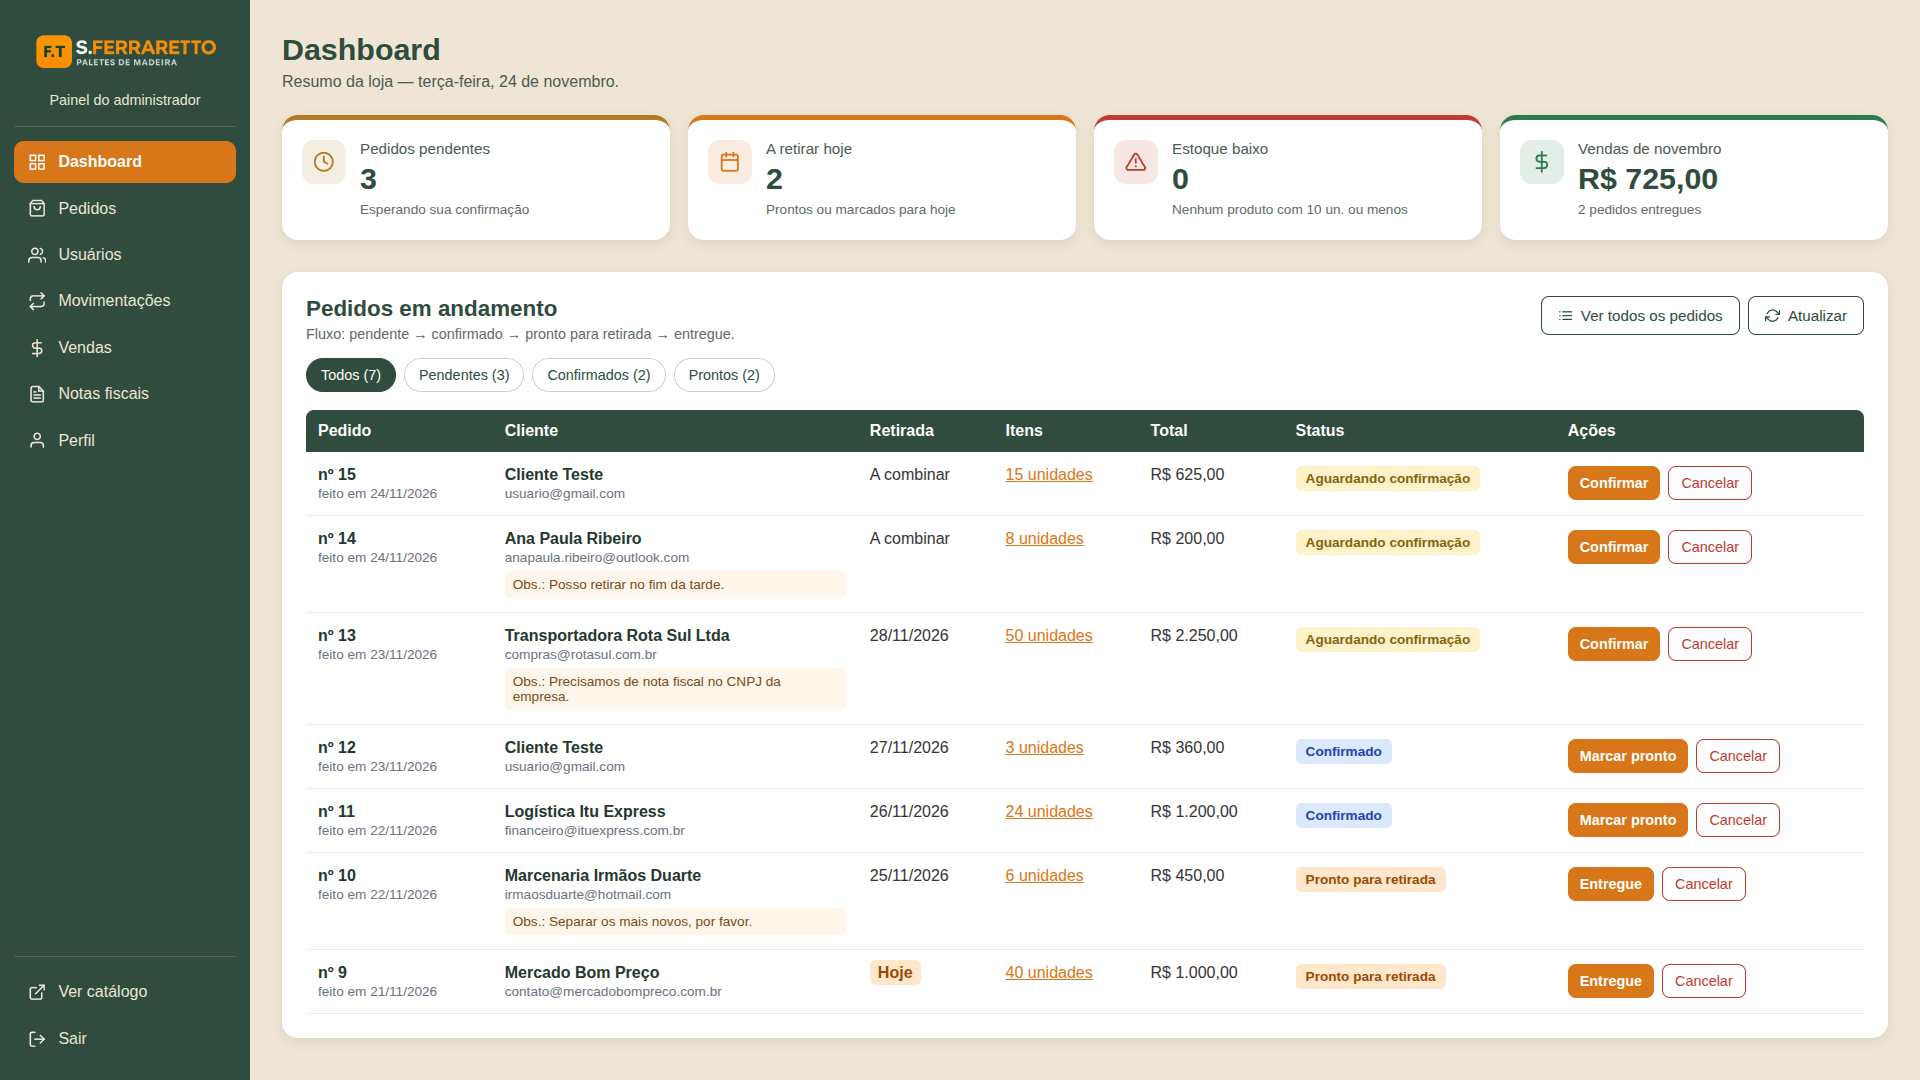 F.T S.FERRARETTO
PALETES DE MADEIRA
Painel do administrador
Dashboard
Pedidos
Usuários
Movimentações
Vendas
Notas fiscais
Perfil
Ver catálogo
Sair
Dashboard
Resumo da loja — terça-feira, 24 de novembro.
Pedidos pendentes
3
Esperando sua confirmação
A retirar hoje
2
Prontos ou marcados para hoje
Estoque baixo
0
Nenhum produto com 10 un. ou menos
Vendas de novembro
R$ 725,00
2 pedidos entregues
Pedidos em andamento
Fluxo: pendente → confirmado → pronto para retirada → entregue.
Ver todos os pedidos Atualizar
Todos (7) Pendentes (3) Confirmados (2) Prontos (2)
Pedido Cliente Retirada Itens Total Status Ações
nº 15 Cliente Teste A combinar 15 unidades R$ 625,00 Aguardando confirmação Confirmar Cancelar
feito em 24/11/2026 usuario@gmail.com
nº 14 Ana Paula Ribeiro A combinar 8 unidades R$ 200,00 Aguardando confirmação Confirmar Cancelar
feito em 24/11/2026 anapaula.ribeiro@outlook.com
Obs.: Posso retirar no fim da tarde.
nº 13 Transportadora Rota Sul Ltda 28/11/2026 50 unidades R$ 2.250,00 Aguardando confirmação Confirmar Cancelar
feito em 23/11/2026 compras@rotasul.com.br
Obs.: Precisamos de nota fiscal no CNPJ da
empresa.
nº 12 Cliente Teste 27/11/2026 3 unidades R$ 360,00 Confirmado Marcar pronto Cancelar
feito em 23/11/2026 usuario@gmail.com
nº 11 Logística Itu Express 26/11/2026 24 unidades R$ 1.200,00 Confirmado Marcar pronto Cancelar
feito em 22/11/2026 financeiro@ituexpress.com.br
nº 10 Marcenaria Irmãos Duarte 25/11/2026 6 unidades R$ 450,00 Pronto para retirada Entregue Cancelar
feito em 22/11/2026 irmaosduarte@hotmail.com
Obs.: Separar os mais novos, por favor.
nº 9 Mercado Bom Preço Hoje 40 unidades R$ 1.000,00 Pronto para retirada Entregue Cancelar
feito em 21/11/2026 contato@mercadobompreco.com.br